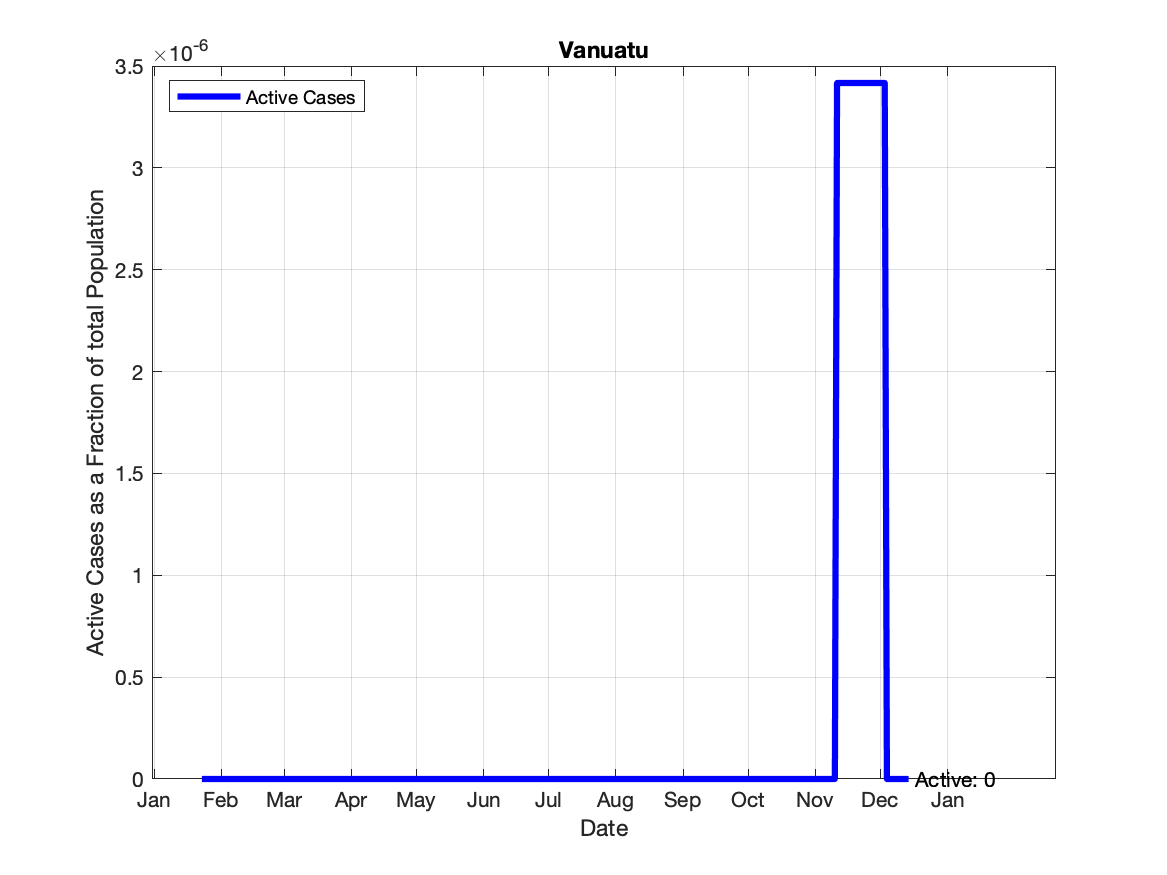 Vanuatu
×10-6
3.5
3
2.5
2
1.5
1
0.5
0
Active Cases as a Fraction of total Population
Active Cases
Active: 0
Jan Feb Mar Apr May Jun Jul Aug Sep Oct Nov Dec Jan
Date